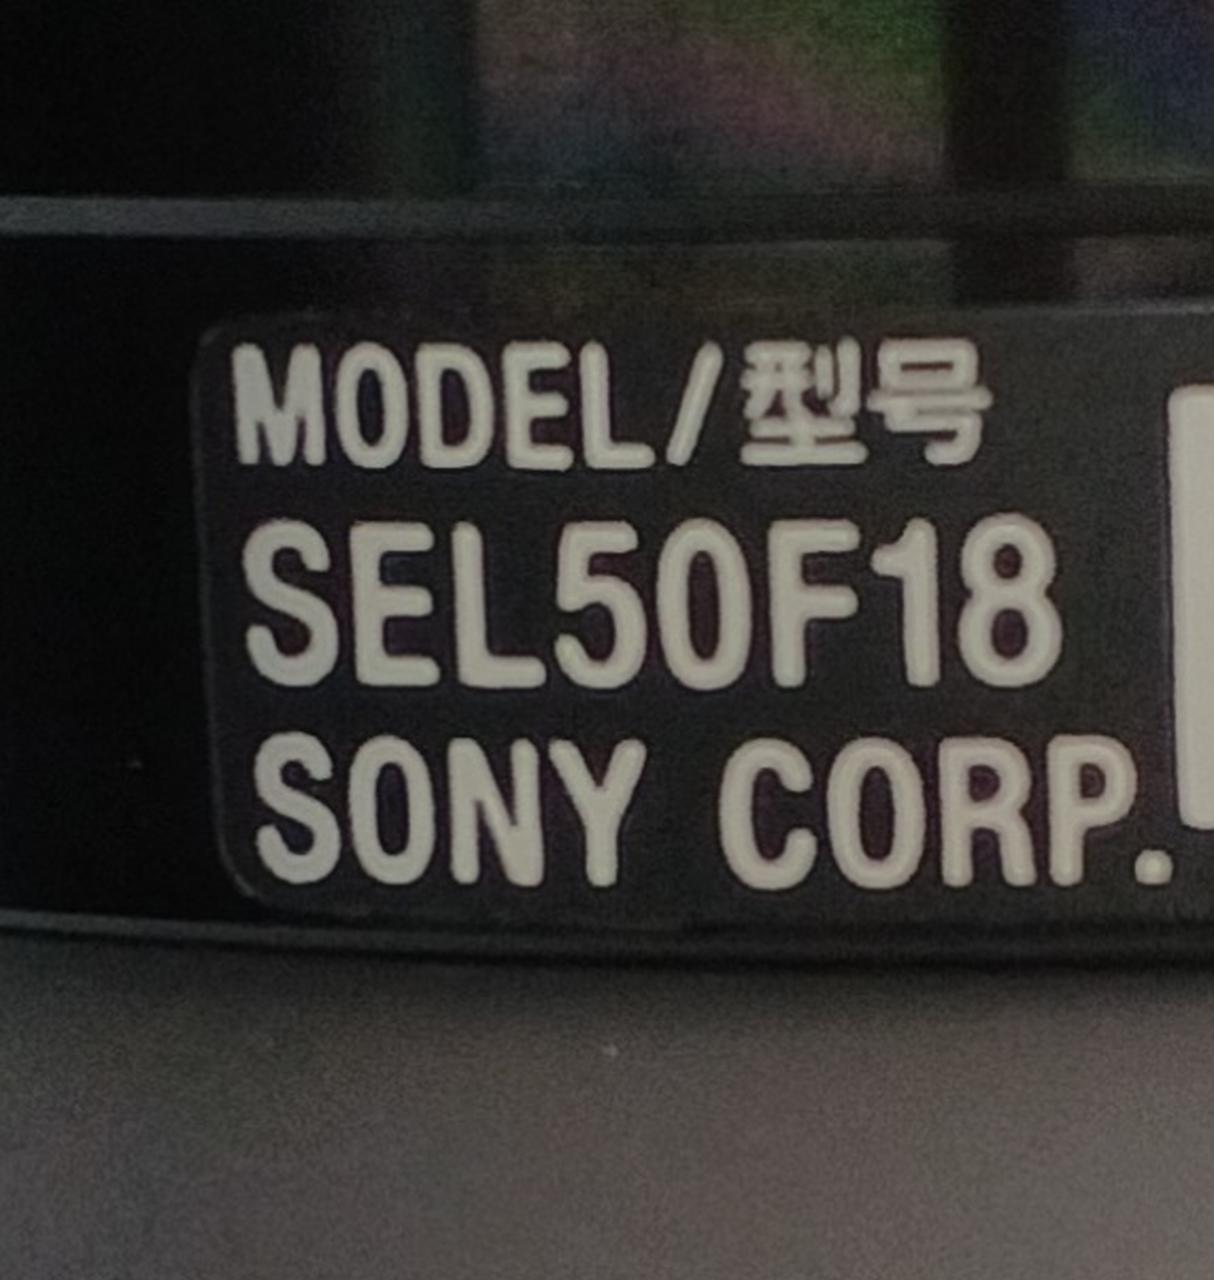 MODEL/型号
SEL50F18
SONY CORP.